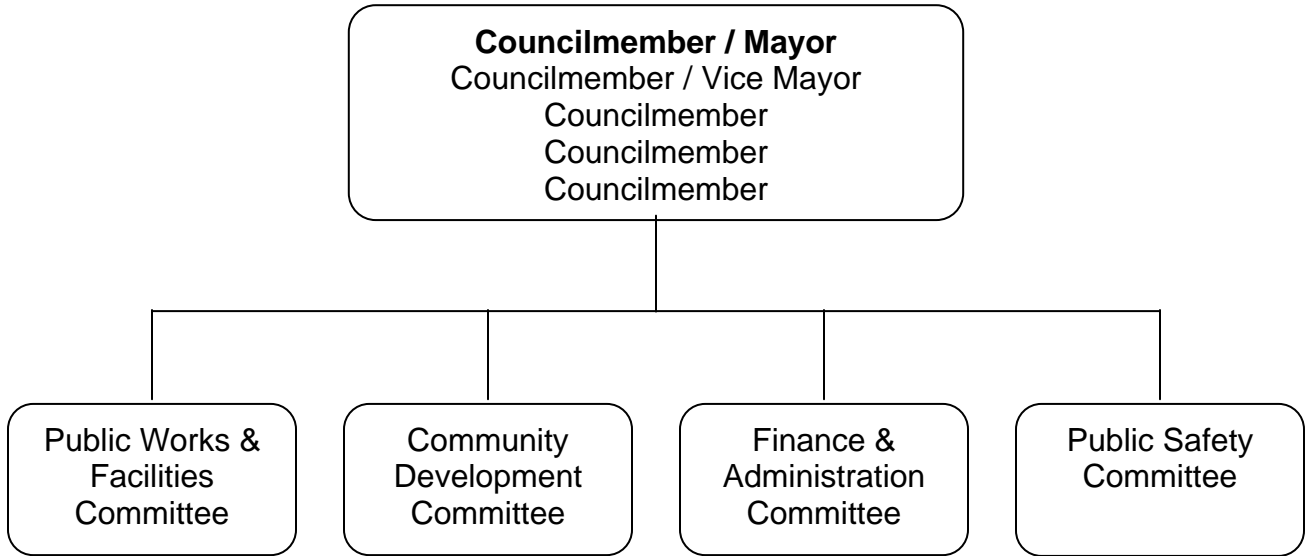 Councilmember / Mayor
Councilmember / Vice Mayor
Councilmember
Councilmember
Councilmember
Public Works &
Facilities
Committee
Community
Development
Committee
Finance &
Administration
Committee
Public Safety
Committee